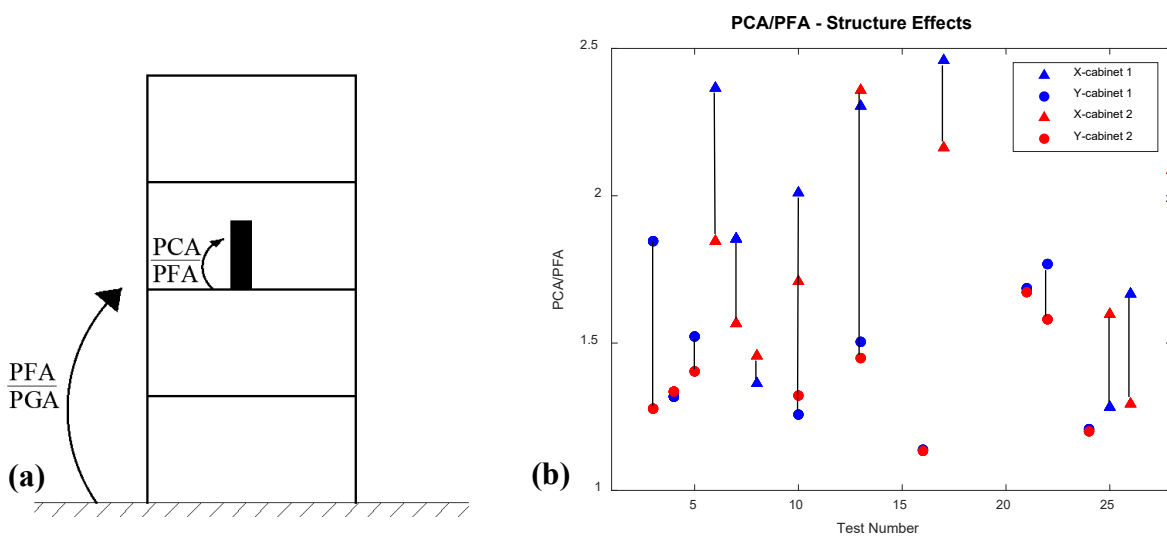 PCA
PFA
PFA
PGA
(a)
PCA/PFA - Structure Effects
2.5
2
1.5
1
PCA/PFA
X-cabinet 1
Y-cabinet 1
X-cabinet 2
Y-cabinet 2
5
10
15
20
25
Test Number
(b)